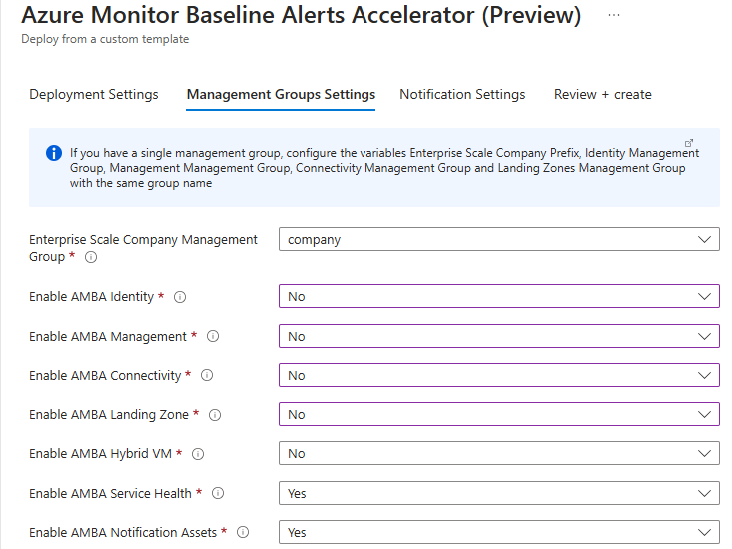 Azure Monitor Baseline Alerts Accelerator (Preview) ...
Deploy from a custom template
Deployment Settings Management Groups Settings Notification Settings Review + create
If you have a single management group, configure the variables Enterprise Scale Company Prefix, Identity Management
Group, Management Management Group, Connectivity Management Group and Landing Zones Management Group
with the same group name
Enterprise Scale Company Management
Group *
company
Enable AMBA Identity * No
Enable AMBA Management * No
Enable AMBA Connectivity * No
Enable AMBA Landing Zone * No
Enable AMBA Hybrid VM * No
Enable AMBA Service Health * Yes
Enable AMBA Notification Assets * Yes